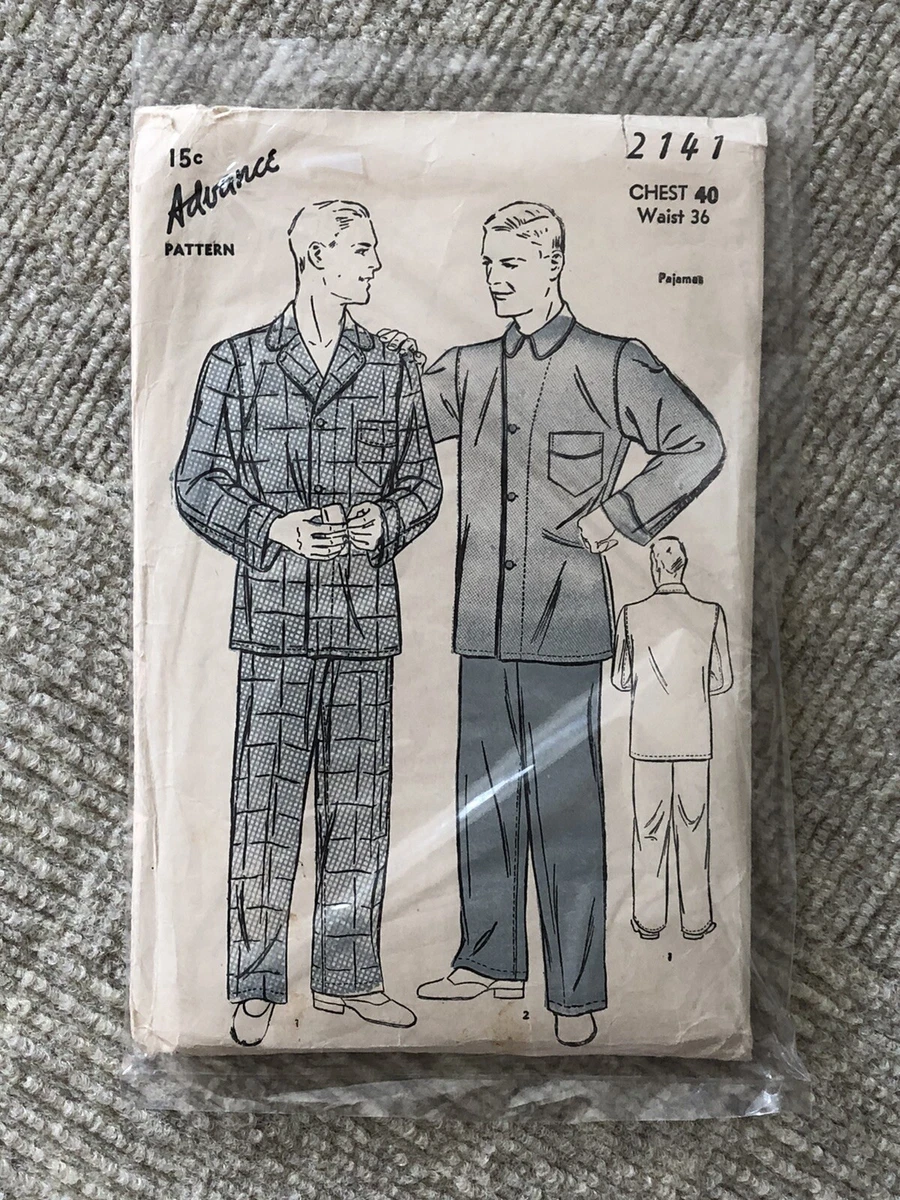 15c
Advance
PATTERN
2141
CHEST 40
Waist 36
Pajamas
1
2
1